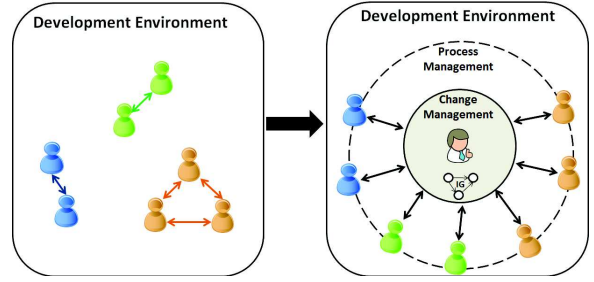 Development Environment
Development Environment
Process
Management
Change
Management
IG